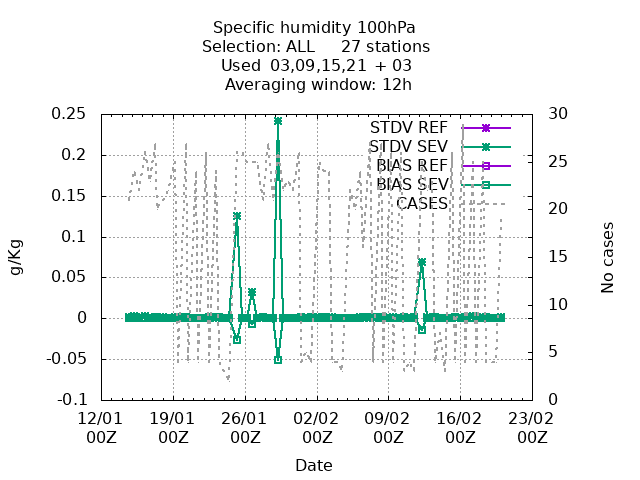 Specific humidity 100hPa
Selection: ALL 27 stations
Used 03,09,15,21 + 03
Averaging window: 12h
0.25
0.2
0.15
0.1
0.05
0
-0.05
-0.1
30
25
20
15
10
5
0
STDV REF
STDV SEV
BIAS REF
BIAS SEV
CASES
g/Kg
No cases
12/01 19/01 26/01 02/02 09/02 16/02 23/02
00Z 00Z 00Z 00Z 00Z 00Z 00Z
Date